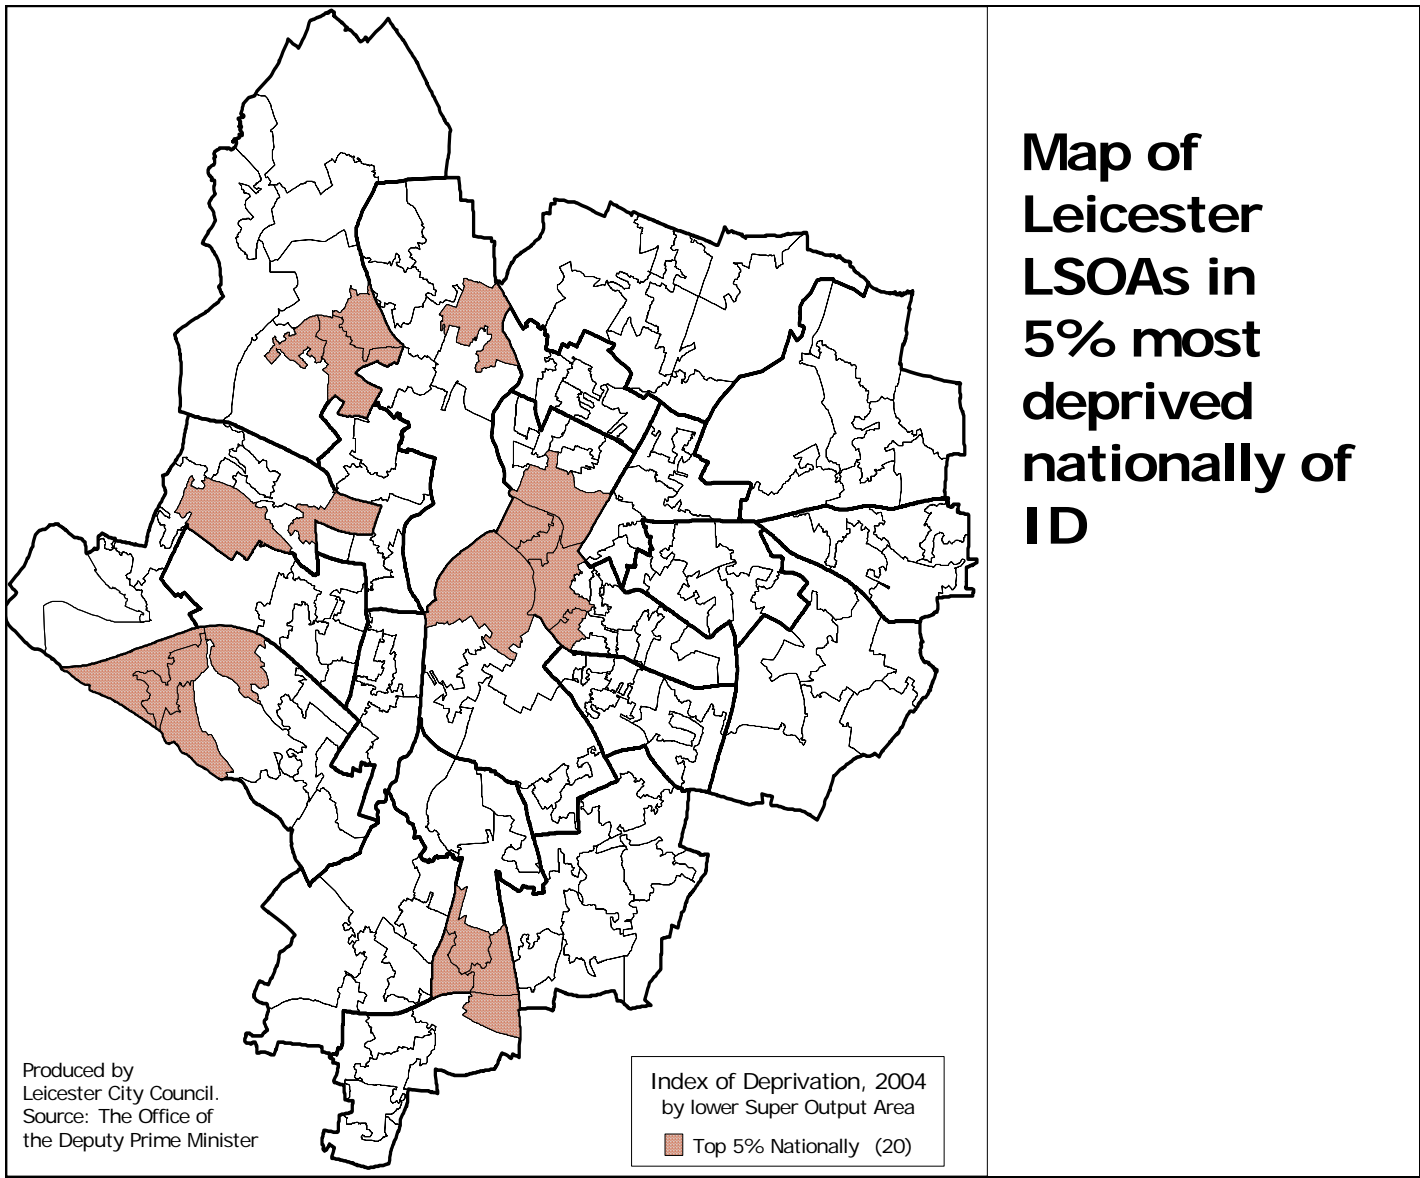 Map of
Leicester
LSOAs in
5% most
deprived
nationally of
ID
Produced by
Leicester City Council.
Source: The Office of
the Deputy Prime Minister
Index of Deprivation, 2004
by lower Super Output Area
Top 5% Nationally (20)